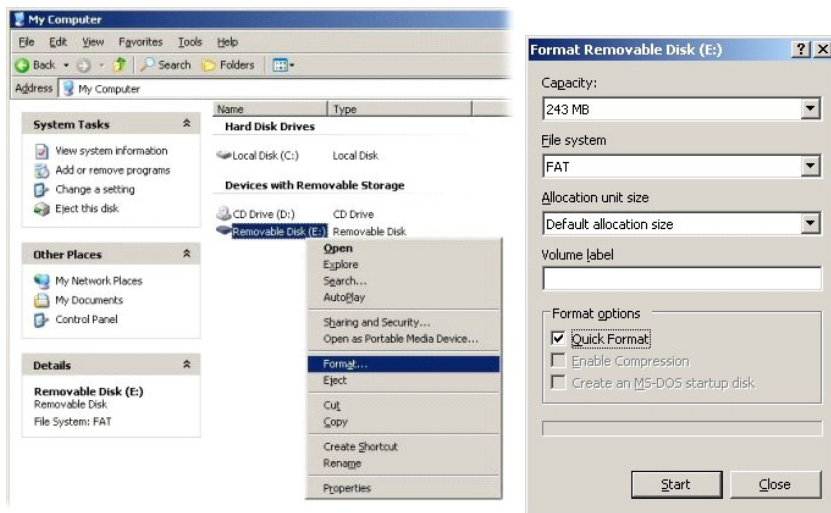 My Computer
File Edit View Favorites Tools Help
Back Search Folders
Address My Computer
System Tasks
View system information
Add or remove programs
Change a setting
Eject this disk
Other Places
My Network Places
My Documents
Control Panel
Details
Removable Disk (E:)
Removable Disk
File System: FAT
Name Type
Hard Disk Drives
Local Disk (C:) Local Disk
Devices with Removable Storage
CD Drive (D:) CD Drive
Removable Disk (E:) Removable Disk
Open
Explore
Search...
AutoPlay
Sharing and Security...
Open as Portable Media Device...
Format...
Eject
Cut
Copy
Create Shortcut
Rename
Properties
Format Removable Disk (E:)
Capacity:
243 MB
File system
FAT
Allocation unit size
Default allocation size
Volume label
Format options
Quick Format
Enable Compression
Create an MS-DOS startup disk
Start Close